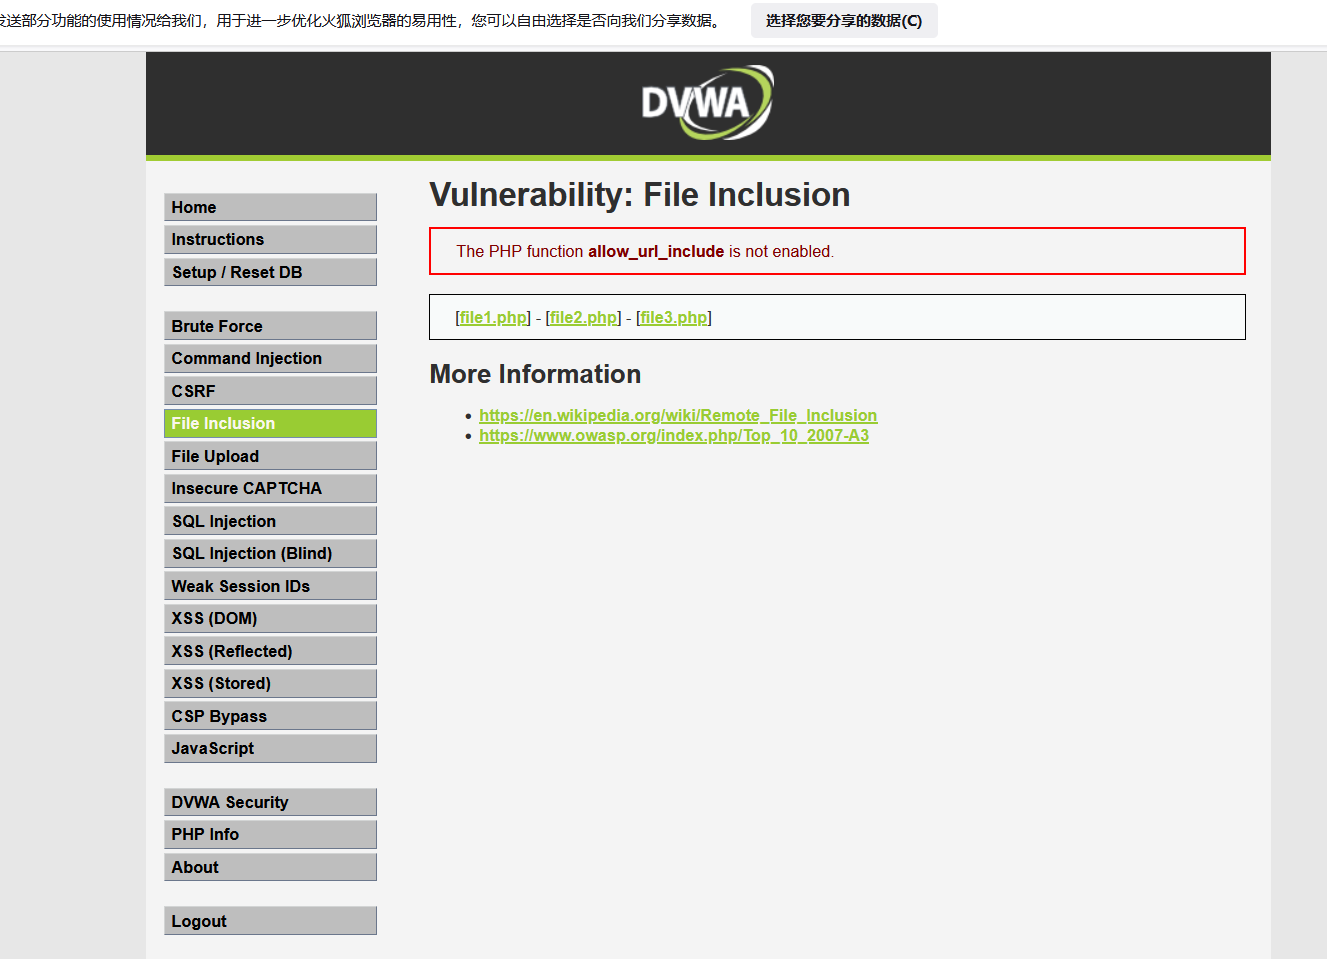 发送部分功能的使用情况给我们，用于进一步优化火狐浏览器的易用性，您可以自由选择是否向我们分享数据。 选择您要分享的数据(C)
DVWA
Home
Instructions
Setup / Reset DB
Brute Force
Command Injection
CSRF
File Inclusion
File Upload
Insecure CAPTCHA
SQL Injection
SQL Injection (Blind)
Weak Session IDs
XSS (DOM)
XSS (Reflected)
XSS (Stored)
CSP Bypass
JavaScript
DVWA Security
PHP Info
About
Logout
Vulnerability: File Inclusion
The PHP function allow_url_include is not enabled.
[file1.php] - [file2.php] - [file3.php]
More Information
• https://en.wikipedia.org/wiki/Remote_File_Inclusion
• https://www.owasp.org/index.php/Top_10_2007-A3